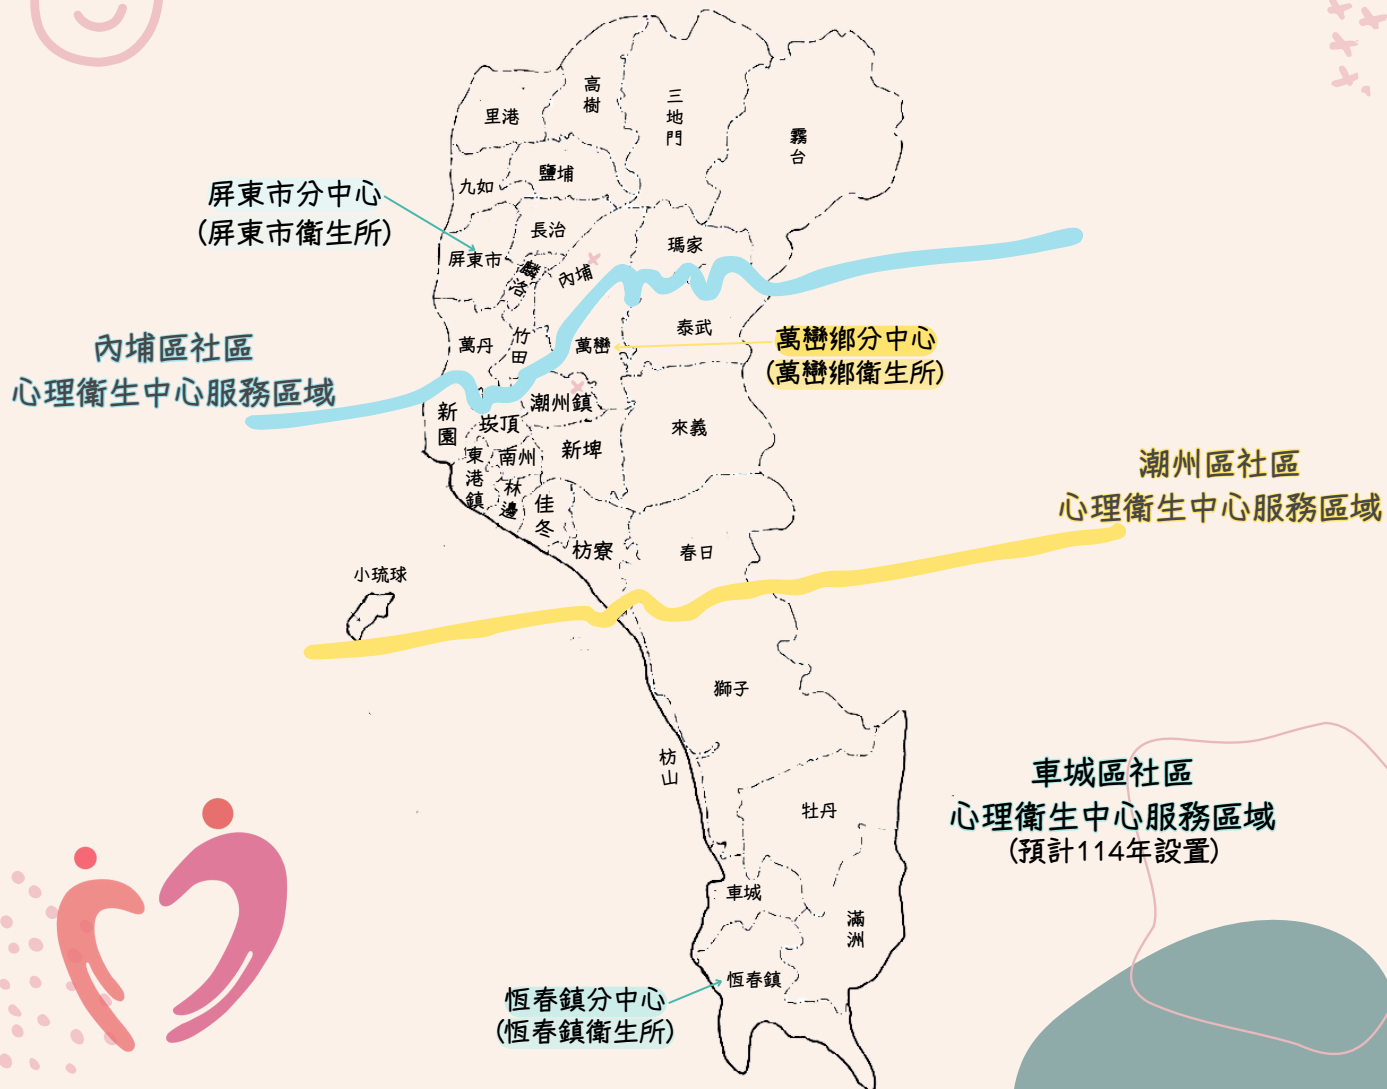 高樹
三地門
里港
霧台
鹽埔
九如
屏東市分中心
(屏東市衛生所)
長治
瑪家
屏東市
麟洛
內埔
泰武
竹田
萬丹
萬巒
萬巒鄉分中心
(萬巒鄉衛生所)
內埔區社區
心理衛生中心服務區域
潮州鎮
新園
崁頂
來義
新埤
南州
東港鎮
林邊
佳冬
潮州區社區
心理衛生中心服務區域
枋寮
春日
小琉球
獅子
枋山
車城區社區
心理衛生中心服務區域
(預計114年設置)
牡丹
車城
滿洲
恆春鎮
恆春鎮分中心
(恆春鎮衛生所)